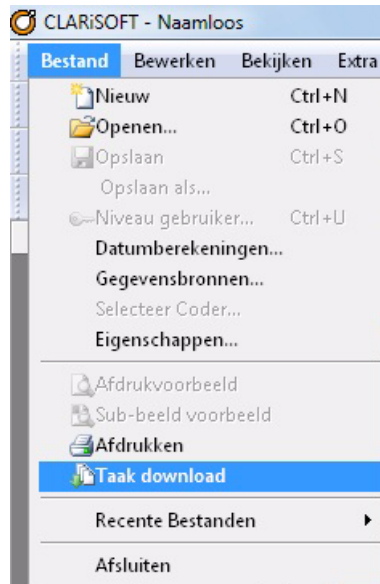 CLARiSOFT - Naamloos
Bestand Bewerken Bekijken Extra
Nieuw Ctrl+N
Openen... Ctrl+O
Opslaan Ctrl+S
Opslaan als...
Niveau gebruiker... Ctrl+U
Datumberekeningen...
Gegevensbronnen...
Selecteer Coder...
Eigenschappen...
Afdrukvoorbeeld
Sub-beeld voorbeeld
Afdrukken
Taak download
Recente Bestanden
Afsluiten